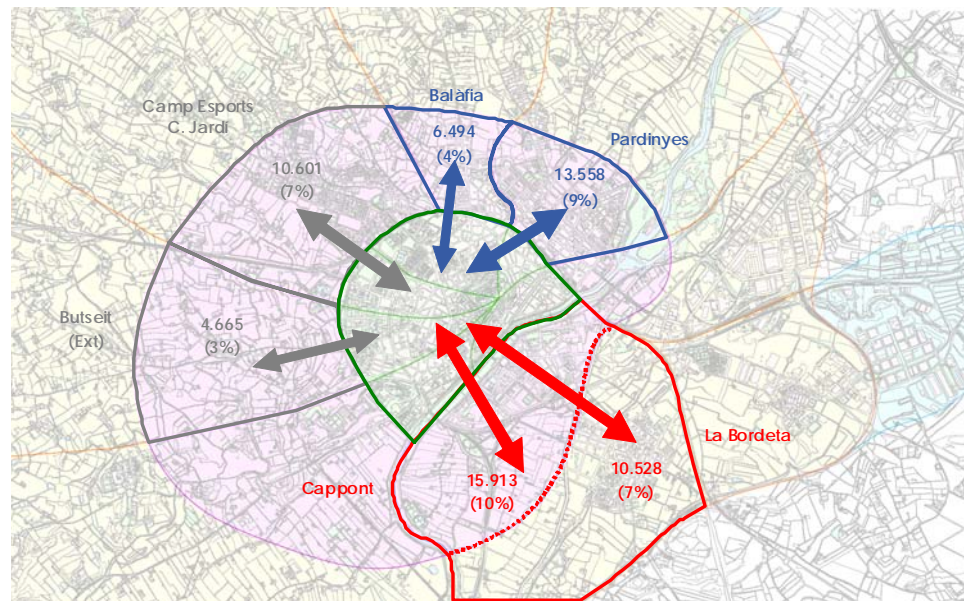 Balàfia
Camp Esports
C. Jardí
6.494
(4%)
Pardinyes
10.601
(7%)
13.558
(9%)
Butseit
(Ext)
4.665
(3%)
La Bordeta
Cappont
15.913
(10%)
10.528
(7%)